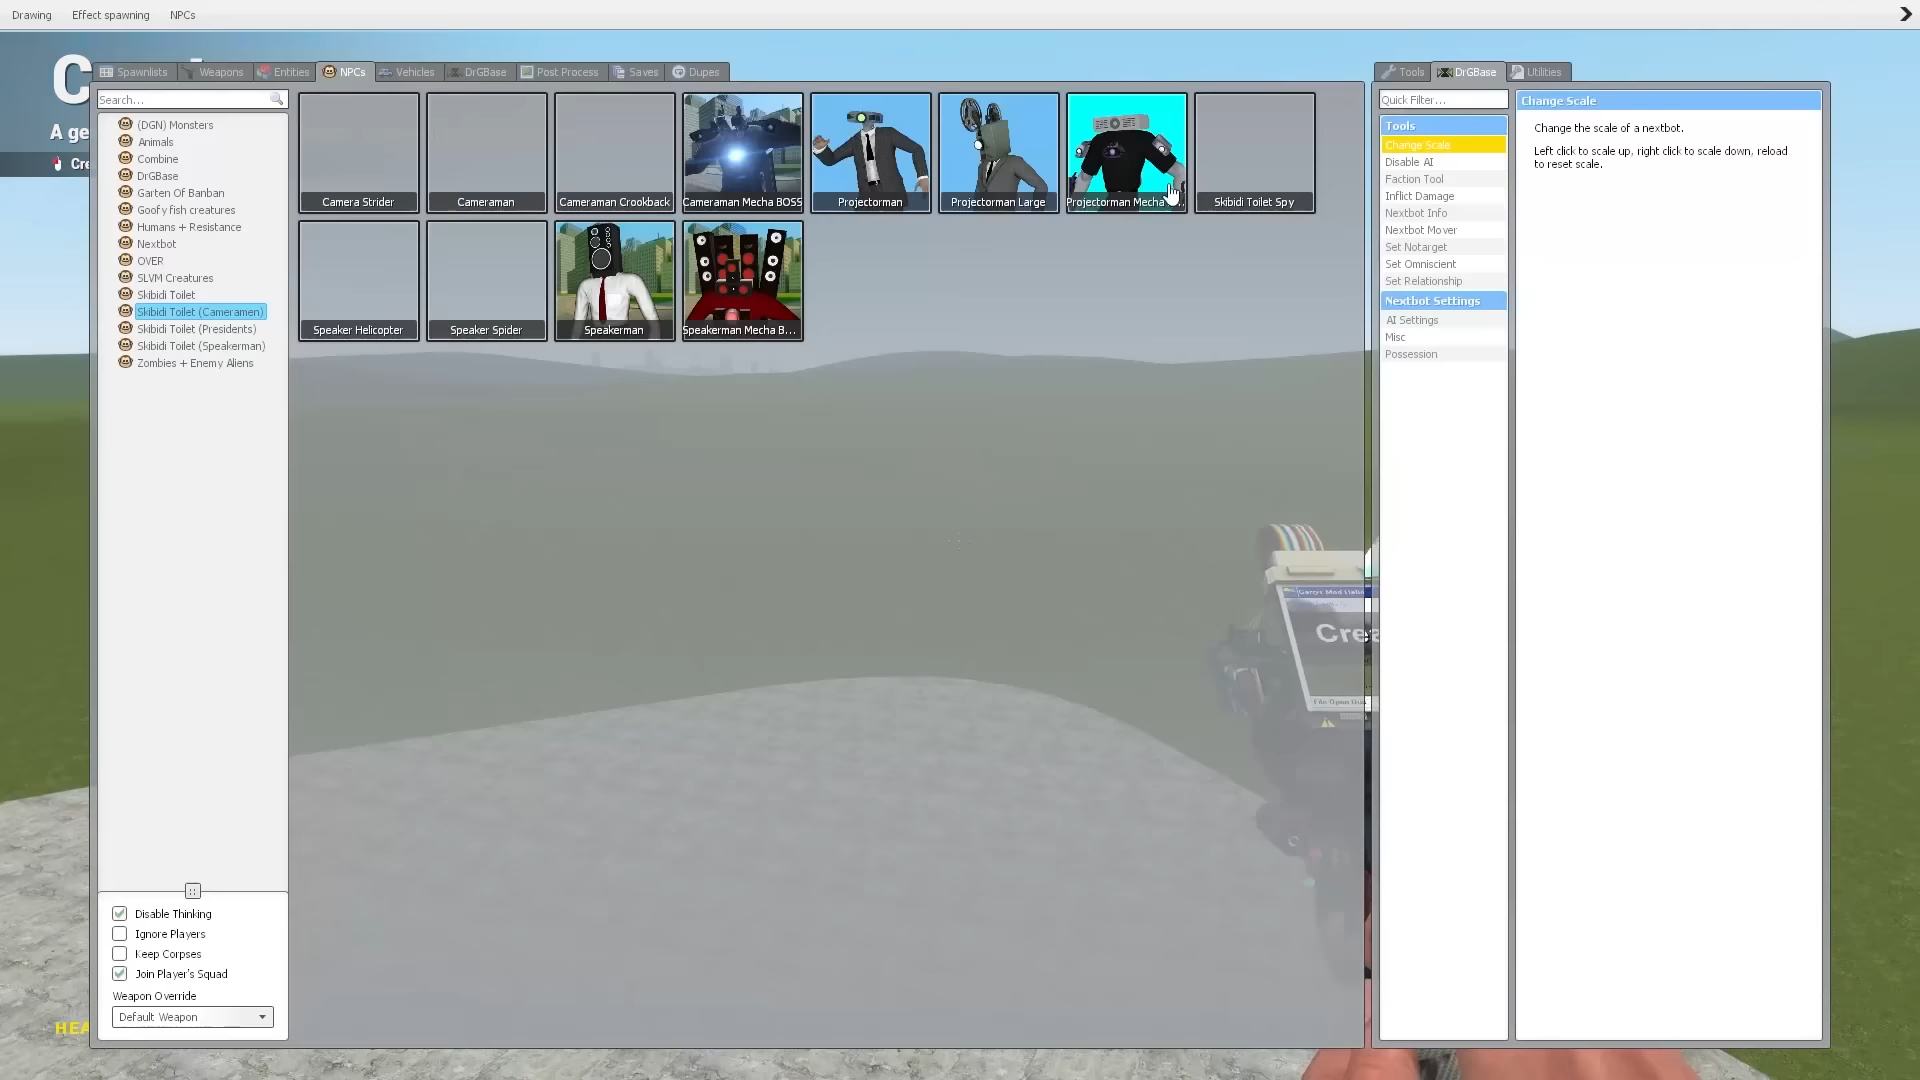 Drawing
Effect spawning
NPCs
C
A ge
Cre
Spawnlists
Weapons
Entities
NPCs
Vehicles
DrGBase
Post Process
Saves
Dupes
Search...
(DGN) Monsters
Animals
Combine
DrGBase
Garten Of Banban
Goofy fish creatures
Humans + Resistance
Nextbot
OVER
SLVM Creatures
Skibidi Toilet
Skibidi Toilet (Cameramen)
Skibidi Toilet (Presidents)
Skibidi Toilet (Speakerman)
Zombies + Enemy Aliens
Camera Strider
Cameraman
Cameraman Crookback
Cameraman Mecha BOSS
Projectorman
Projectorman Large
Projectorman Mecha
Skibidi Toilet Spy
Speaker Helicopter
Speaker Spider
Speakerman
Speakerman Mecha B...
Disable Thinking
Ignore Players
Keep Corpses
Join Player's Squad
Weapon Override
Default Weapon
HEA
Crea
Tools
DrGBase
Utilities
Quick Filter...
Tools
Change Scale
Disable AI
Faction Tool
Inflict Damage
Nextbot Info
Nextbot Mover
Set Notarget
Set Omniscient
Set Relationship
Nextbot Settings
AI Settings
Misc
Possession
Change Scale
Change the scale of a nextbot.
Left click to scale up, right click to scale down, reload
to reset scale.